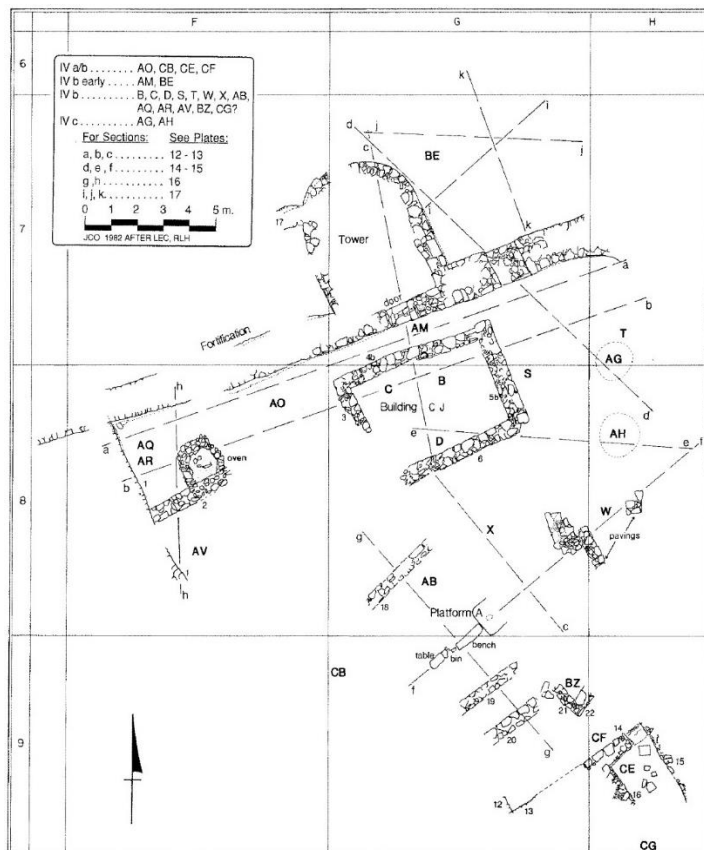 F G H
6
IV a/b ......... AO, CB, CE, CF
IV b early ...... AM, BE
IV b .......... B, C, D, S, T, W, X, AB,
AQ, AR, AV, BZ, CG?
IV c .......... AG, AH
For Sections: See Plates:
a, b, c .......... 12 - 13
d, e, f .......... 14 - 15
g, h ............ 16
i, j, k ........... 17
0 1 2 3 4 5 m.
JCO 1982 AFTER LEC, RLH
k
i
d j
c
BE
j
17
7
Tower
k
door
a
AM
b
Fortification
T
AG
h
C B S
AO
Building C J
3
5b
d
AH
AQ
a
e
D
e f
AR
oven
6
b 1
2
8
W
g
X
pavings
AV
AB
h
18
Platform A
c
table bin bench
CB
f
BZ
19
21 22
20
14
CF
g'
9
CE 15
16
12 13
CG